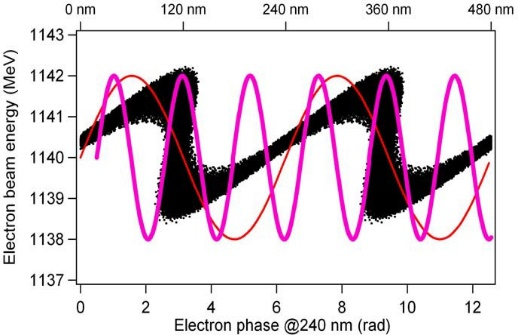 0 nm 120 nm 240 nm 360 nm 480 nm
1143
1142
1141
1140
1139
1138
1137
Electron beam energy (MeV)
0 2 4 6 8 10 12
Electron phase @240 nm (rad)